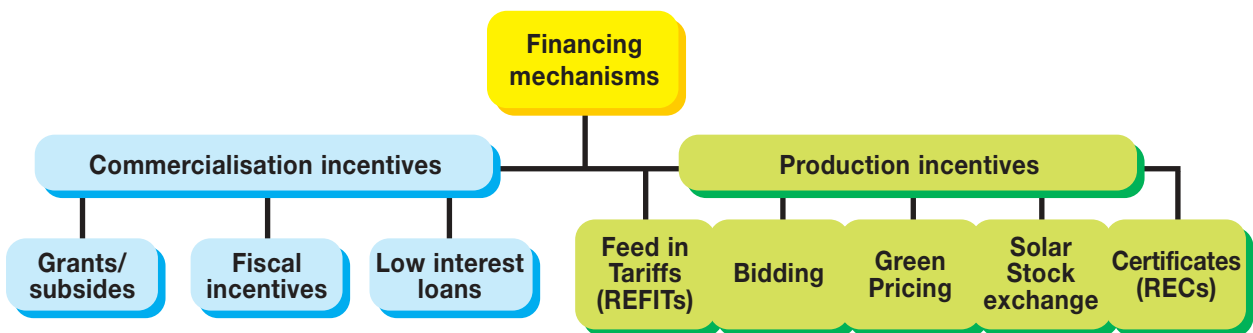 Financing
mechanisms
Commercialisation incentives
Production incentives
Grants/
subsides
Fiscal
incentives
Low interest
loans
Feed in
Tariffs
(REFITs)
Bidding
Green
Pricing
Solar
Stock
exchange
Certificates
(RECs)